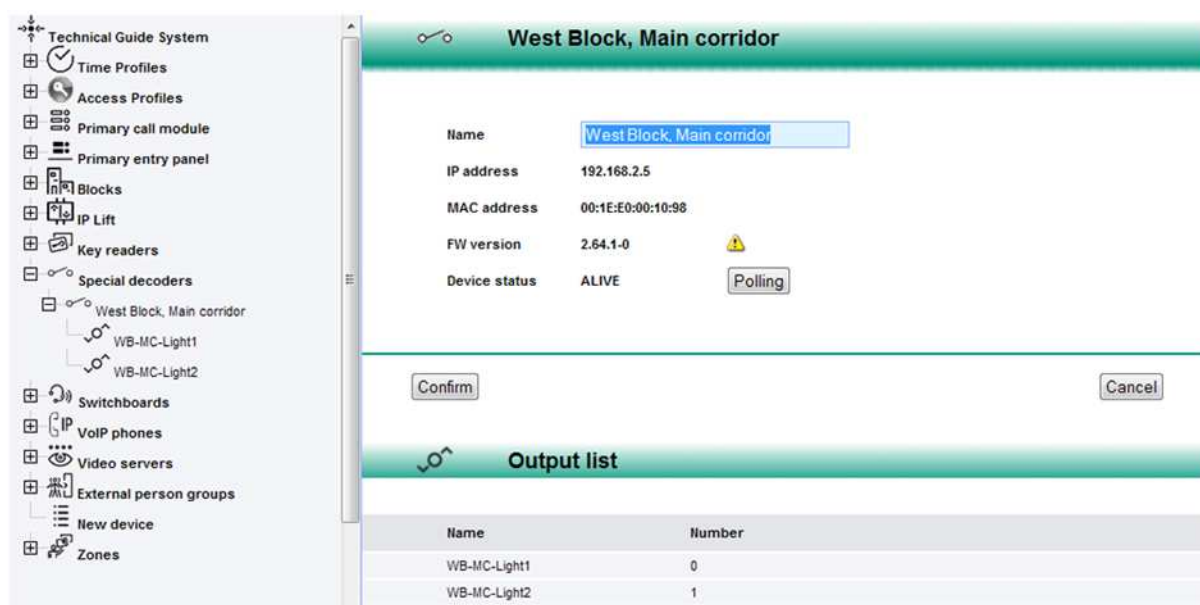 Technical Guide System
Time Profiles
Access Profiles
Primary call module
Primary entry panel
Blocks
IP Lift
Key readers
Special decoders
West Block, Main corridor
WB-MC-Light1
WB-MC-Light2
Switchboards
IP
VoIP phones
Video servers
External person groups
New device
Zones
West Block, Main corridor
Name West Block, Main corridor
IP address 192.168.2.5
MAC address 00:1E:E0:00:10:98
FW version 2.64.1-0
Device status ALIVE Polling
Confirm Cancel
Output list
Name Number
WB-MC-Light1 0
WB-MC-Light2 1